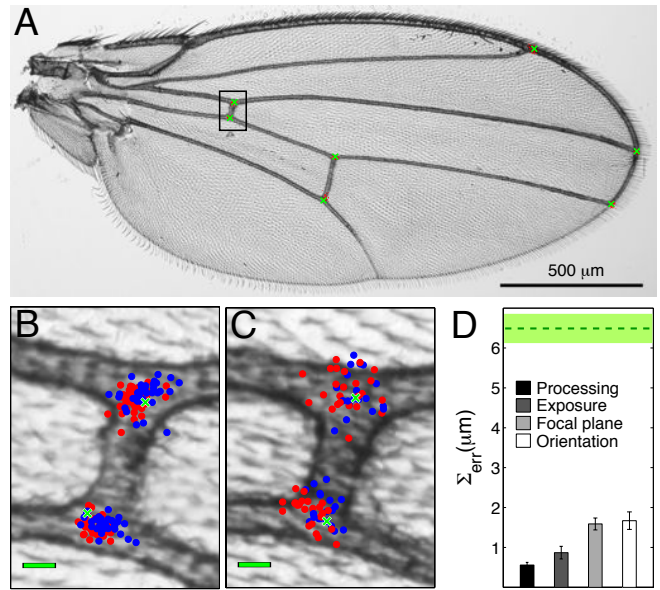 A
500 μm
B
C
D
6
5
4
3
2
1
Σerr(μm)
Processing
Exposure
Focal plane
Orientation